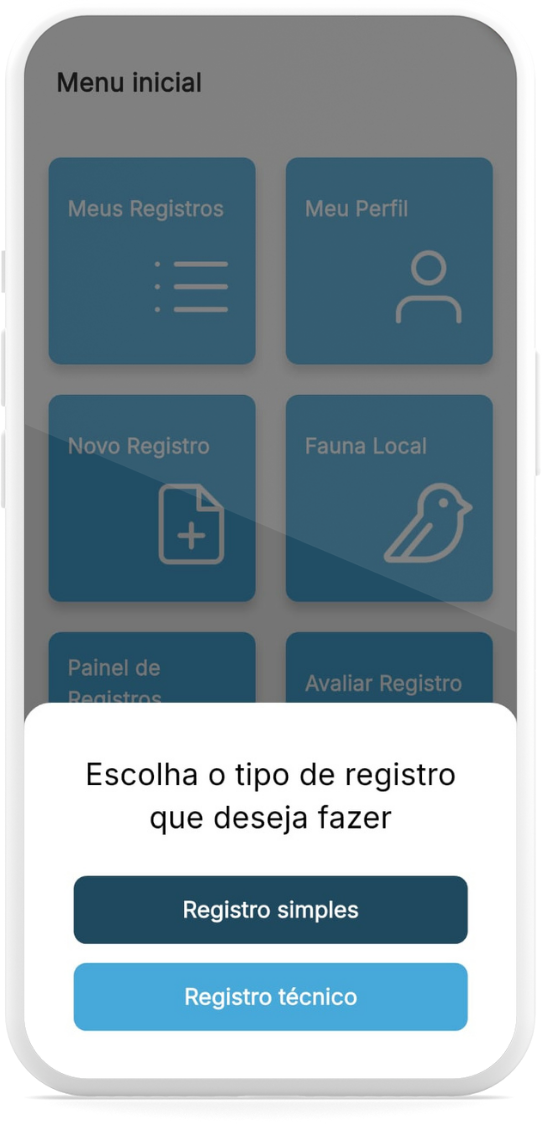 Menu inicial
Meus Registros
Meu Perfil
Novo Registro
Fauna Local
Painel de
Registros
Avaliar Registro
Escolha o tipo de registro
que deseja fazer
Registro simples
Registro técnico